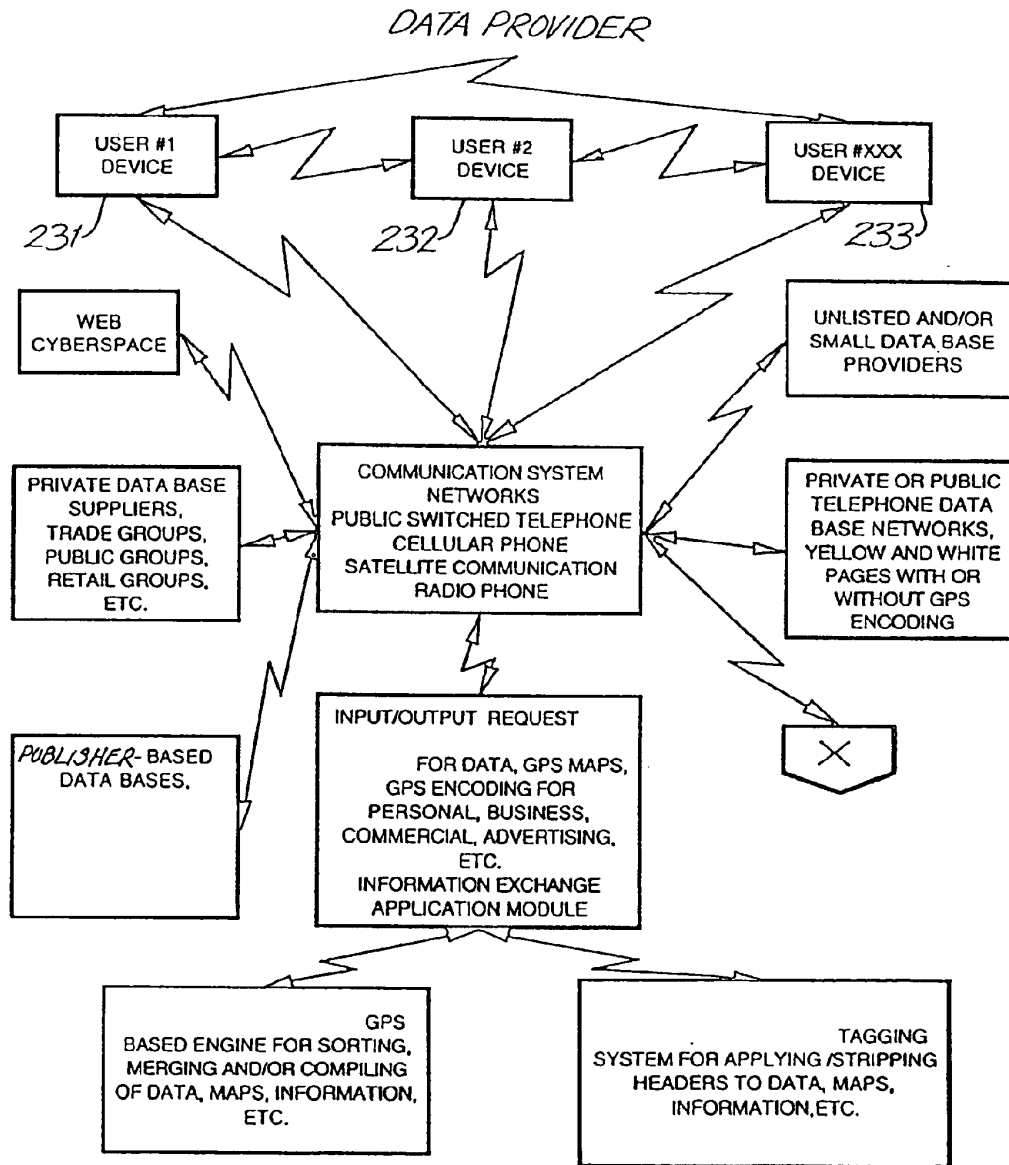 DATA PROVIDER
USER #1
DEVICE
USER #2
DEVICE
USER #XXX
DEVICE
231
232
233
WEB
CYBERSPACE
UNLISTED AND/OR
SMALL DATA BASE
PROVIDERS
PRIVATE DATA BASE
SUPPLIERS,
TRADE GROUPS,
PUBLIC GROUPS,
RETAIL GROUPS,
ETC.
COMMUNICATION SYSTEM
NETWORKS
PUBLIC SWITCHED TELEPHONE
CELLULAR PHONE
SATELLITE COMMUNICATION
RADIO PHONE
PRIVATE OR PUBLIC
TELEPHONE DATA
BASE NETWORKS,
YELLOW AND WHITE
PAGES WITH OR
WITHOUT GPS
ENCODING
PUBLISHER-BASED
DATA BASES,
INPUT/OUTPUT REQUEST
FOR DATA, GPS MAPS,
GPS ENCODING FOR
PERSONAL, BUSINESS,
COMMERCIAL, ADVERTISING,
ETC.
INFORMATION EXCHANGE
APPLICATION MODULE
X
GPS
BASED ENGINE FOR SORTING,
MERGING AND/OR COMPILING
OF DATA, MAPS, INFORMATION,
ETC.
TAGGING
SYSTEM FOR APPLYING /STRIPPING
HEADERS TO DATA, MAPS,
INFORMATION,ETC.